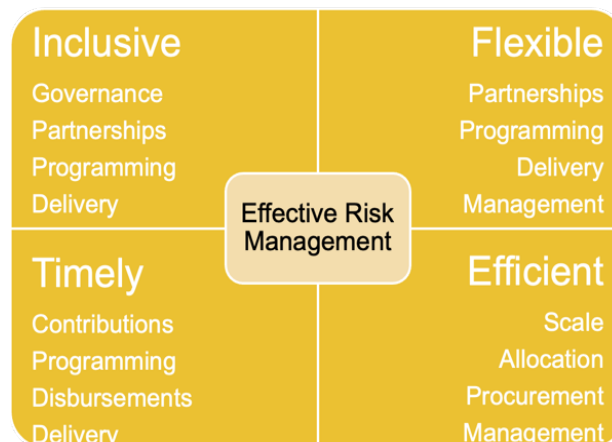 Inclusive
Governance
Partnerships
Programming
Delivery
Flexible
Partnerships
Programming
Delivery
Management
Effective Risk
Management
Timely
Contributions
Programming
Disbursements
Delivery
Efficient
Scale
Allocation
Procurement
Management